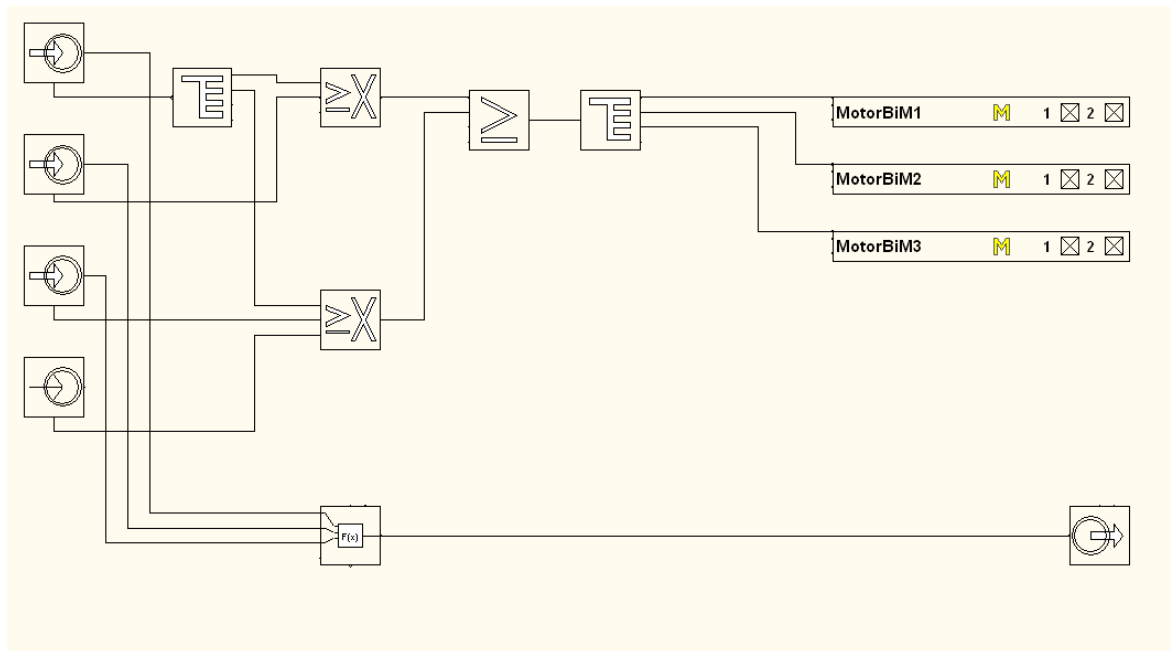 ≥X
≥
MotorBiM1 M 1 2
MotorBiM2 M 1 2
MotorBiM3 M 1 2
≥X
F(x)